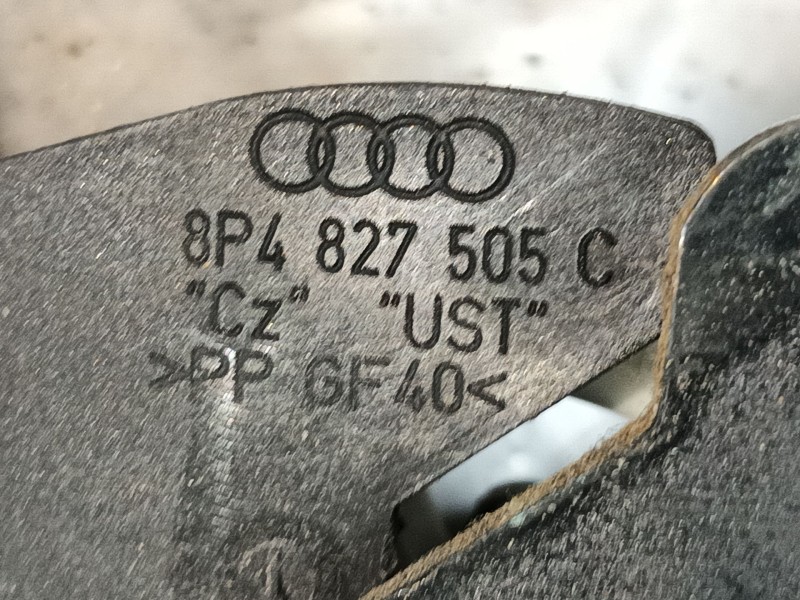 8P4 827 505 C
"Cz" "UST"
>PP GF40<